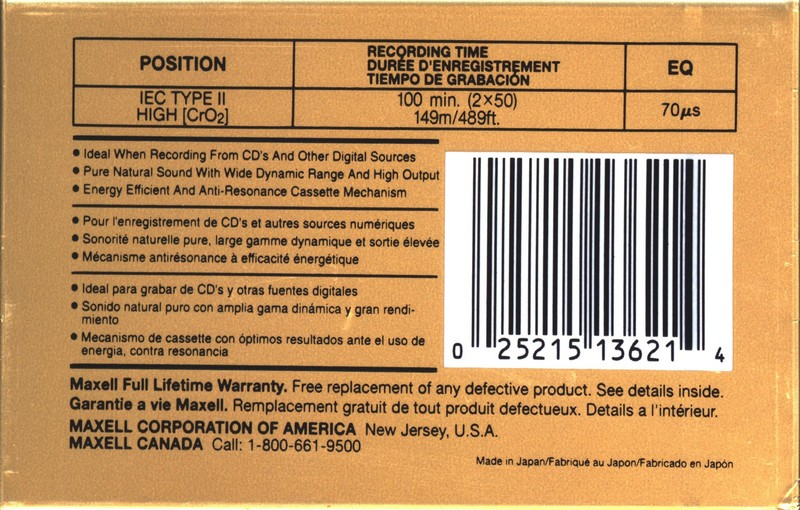 POSITION
RECORDING TIME
DURÉE D'ENREGISTREMENT
TIEMPO DE GRABACIÓN
EQ
IEC TYPE II
HIGH [CrO2]
100 min. (2×50)
149m/489ft.
70μs
• Ideal When Recording From CD's And Other Digital Sources
• Pure Natural Sound With Wide Dynamic Range And High Output
• Energy Efficient And Anti-Resonance Cassette Mechanism
• Pour l'enregistrement de CD's et autres sources numériques
• Sonorité naturelle pure, large gamme dynamique et sortie élevée
• Mécanisme antirésonance à efficacité énergétique
• Ideal para grabar de CD's y otras fuentes digitales
• Sonido natural puro con amplia gama dinámica y gran rendi-
miento
• Mecanismo de cassette con óptimos resultados ante el uso de
energía, contra resonancia
0 25215 13621 4
Maxell Full Lifetime Warranty. Free replacement of any defective product. See details inside.
Garantie a vie Maxell. Remplacement gratuit de tout produit defectueux. Details a l'intérieur.
MAXELL CORPORATION OF AMERICA New Jersey, U.S.A.
MAXELL CANADA Call: 1-800-661-9500
Made in Japan/Fabriqué au Japon/Fabricado en Japón